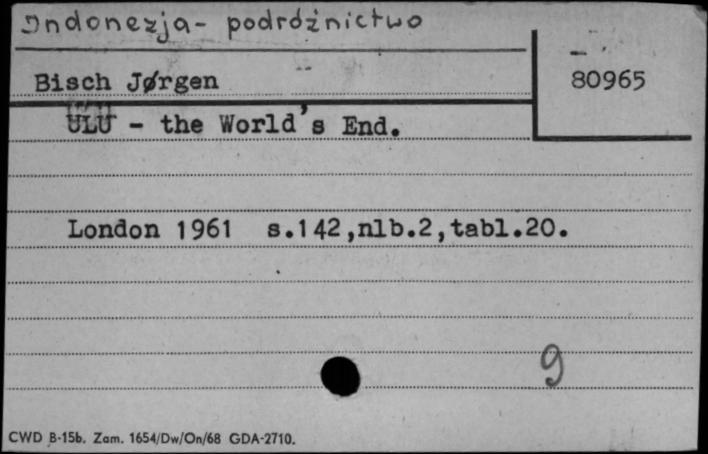 Indonezja - podróżnictwo
Bisch Jørgen
80965
ULU - the World's End.
London 1961 s.142,nlb.2,tabl.20.
9
CWD B-15b. Zam. 1654/Dw/On/68 GDA-2710.